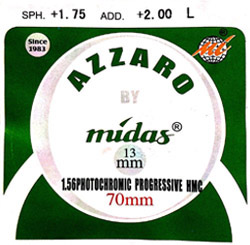 SPH. +1.75 ADD. +2.00 L
Since
1983
AZZARO
BY
midas®
13
mm
1.56PHOTOCHROMIC PROGRESSIVE HMC
70mm